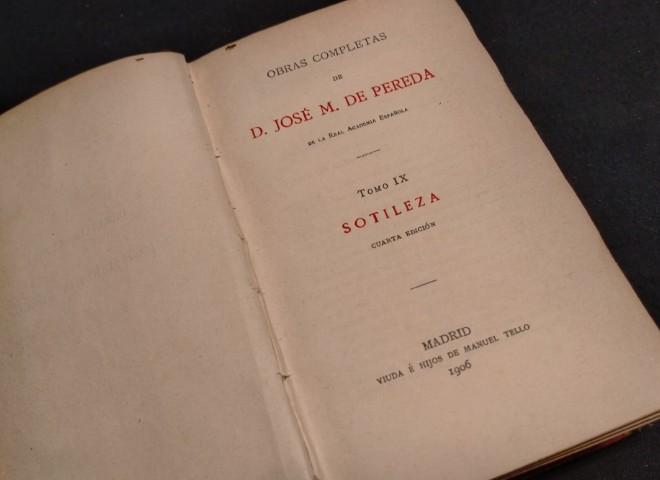 OBRAS COMPLETAS
DE
D. JOSÉ M. DE PEREDA
DE LA REAL ACADEMIA ESPAÑOLA
TOMO IX
SOTILEZA
CUARTA EDICIÓN
MADRID
VIUDA É HIJOS DE MANUEL TELLO
1906